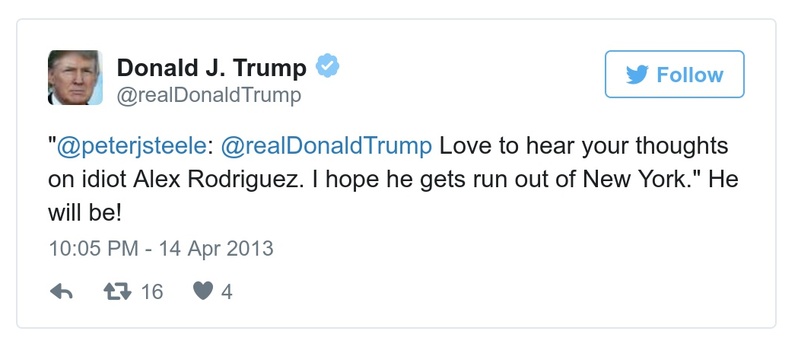 Donald J. Trump
@realDonaldTrump
Follow
"@peterjsteele: @realDonaldTrump Love to hear your thoughts
on idiot Alex Rodriguez. I hope he gets run out of New York." He
will be!
10:05 PM - 14 Apr 2013
16 4